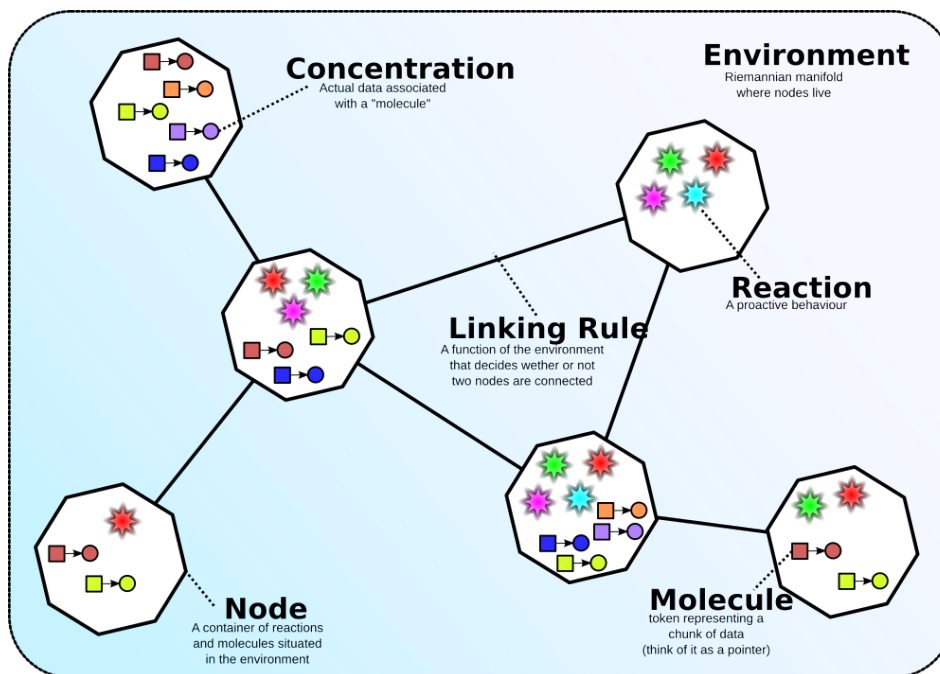 Concentration
Actual data associated
with a "molecule"
Environment
Riemannian manifold
where nodes live
Reaction
A proactive behaviour
Linking Rule
A function of the environment
that decides wether or not
two nodes are connected
Node
A container of reactions
and molecules situated
in the environment
Molecule
token representing a
chunk of data
(think of it as a pointer)